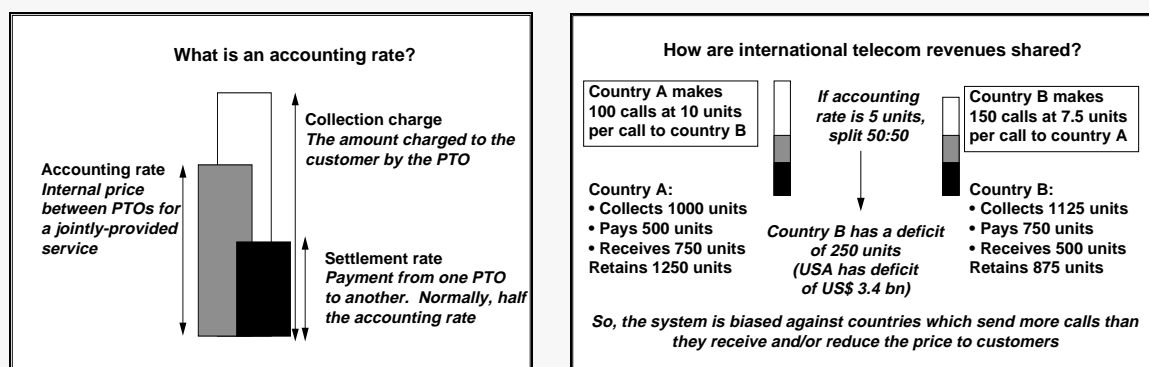 What is an accounting rate?
Collection charge
The amount charged to the
customer by the PTO
Accounting rate
Internal price
between PTOs for
a jointly-provided
service
Settlement rate
Payment from one PTO
to another.  Normally, half
the accounting rate
How are international telecom revenues shared?
Country A makes
100 calls at 10 units
per call to country B
If accounting
rate is 5 units,
split 50:50
Country B makes
150 calls at 7.5 units
per call to country A
Country A:
• Collects 1000 units
• Pays 500 units
• Receives 750 units
Retains 1250 units
Country B has a deficit
of 250 units
(USA has deficit
of US$ 3.4 bn)
Country B:
• Collects 1125 units
• Pays 750 units
• Receives 500 units
Retains 875 units
So, the system is biased against countries which send more calls than
they receive and/or reduce the price to customers